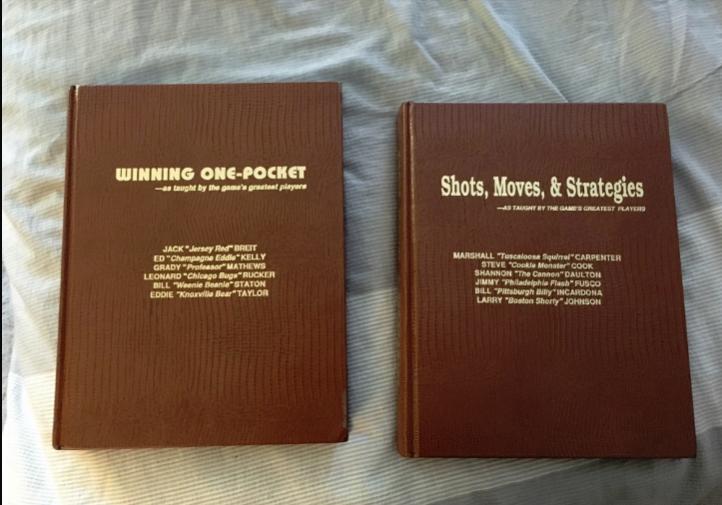 WINNING ONE-POCKET
—as taught by the game's greatest players
JACK "Jersey Red" BREIT
ED "Champagne Eddie" KELLY
GRADY "Professor" MATHEWS
LEONARD "Chicago Bugs" RUCKER
BILL "Weenie Beanie" STATON
EDDIE "Knoxville Bear" TAYLOR
Shots, Moves, & Strategies
—AS TAUGHT BY THE GAME'S GREATEST PLAYERS
MARSHALL "Tuscaloosa Squirrel" CARPENTER
STEVE "Cookie Monster" COOK
SHANNON "The Cannon" DAULTON
JIMMY "Philadelphia Flash" FUSCO
BILL "Pittsburgh Billy" INCARDONA
LARRY "Boston Shorty" JOHNSON